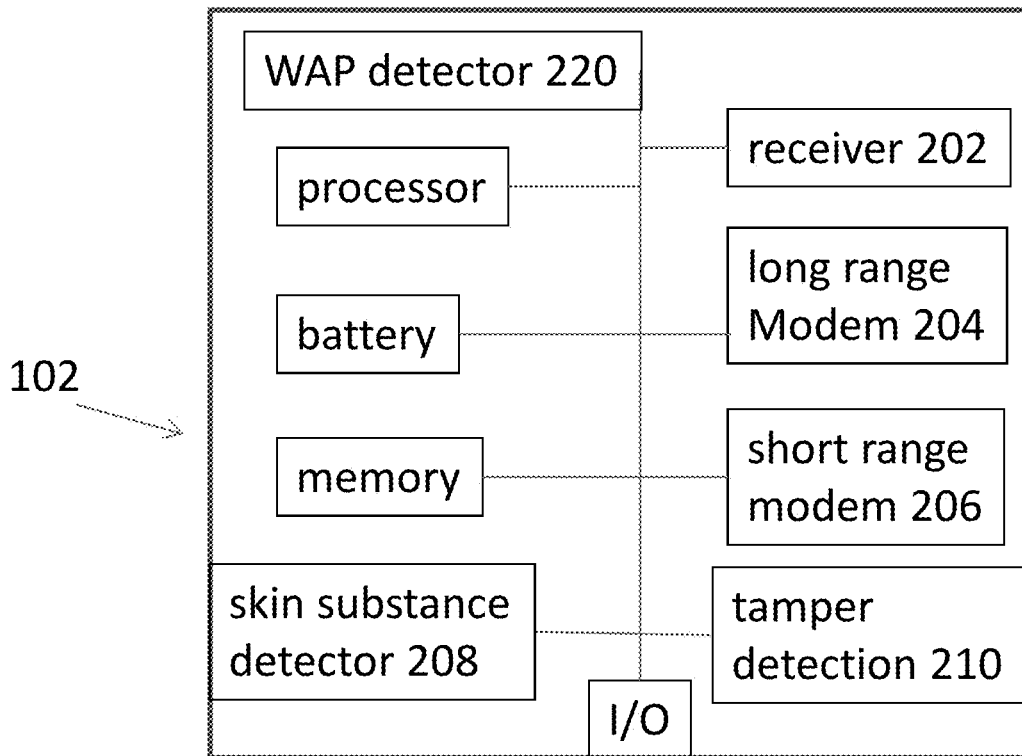 WAP detector 220
receiver 202
processor
long range
Modem 204
battery
102
short range
modem 206
memory
skin substance
detector 208
tamper
detection 210
I/O